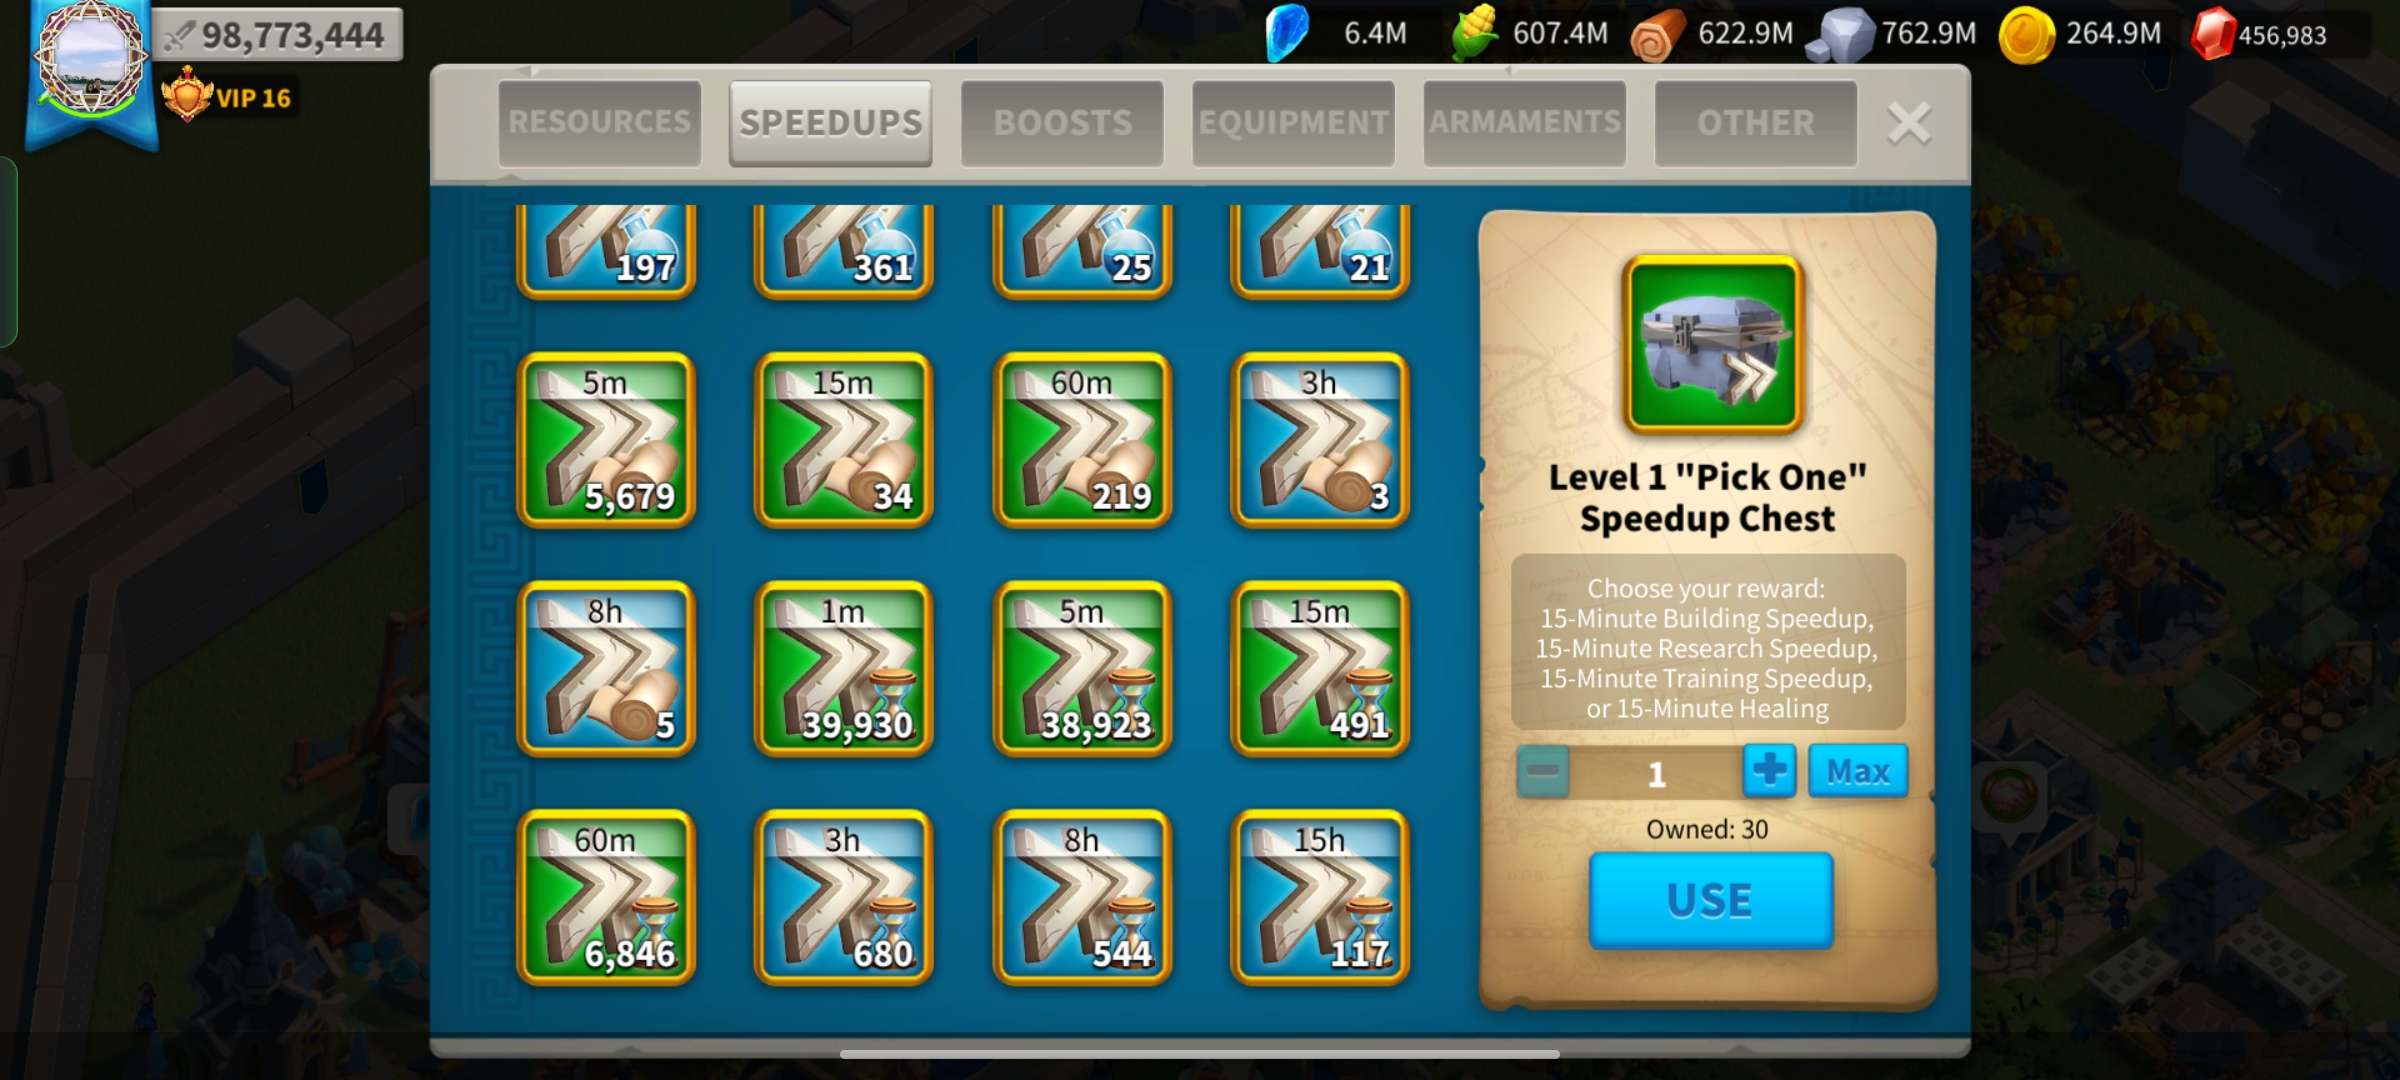 98,773,444
VIP 16
6.4M
607.4M
622.9M
762.9M
264.9M
456,983
RESOURCES
SPEEDUPS
BOOSTS
EQUIPMENT
ARMAMENTS
OTHER
197
361
25
21
5m
5,679
15m
34
60m
219
3h
3
8h
5
1m
39,930
5m
38,923
15m
491
60m
6,846
3h
680
8h
544
15h
117
Level 1 "Pick One"
Speedup Chest
Choose your reward:
15-Minute Building Speedup,
15-Minute Research Speedup,
15-Minute Training Speedup,
or 15-Minute Healing
1
Max
Owned: 30
USE